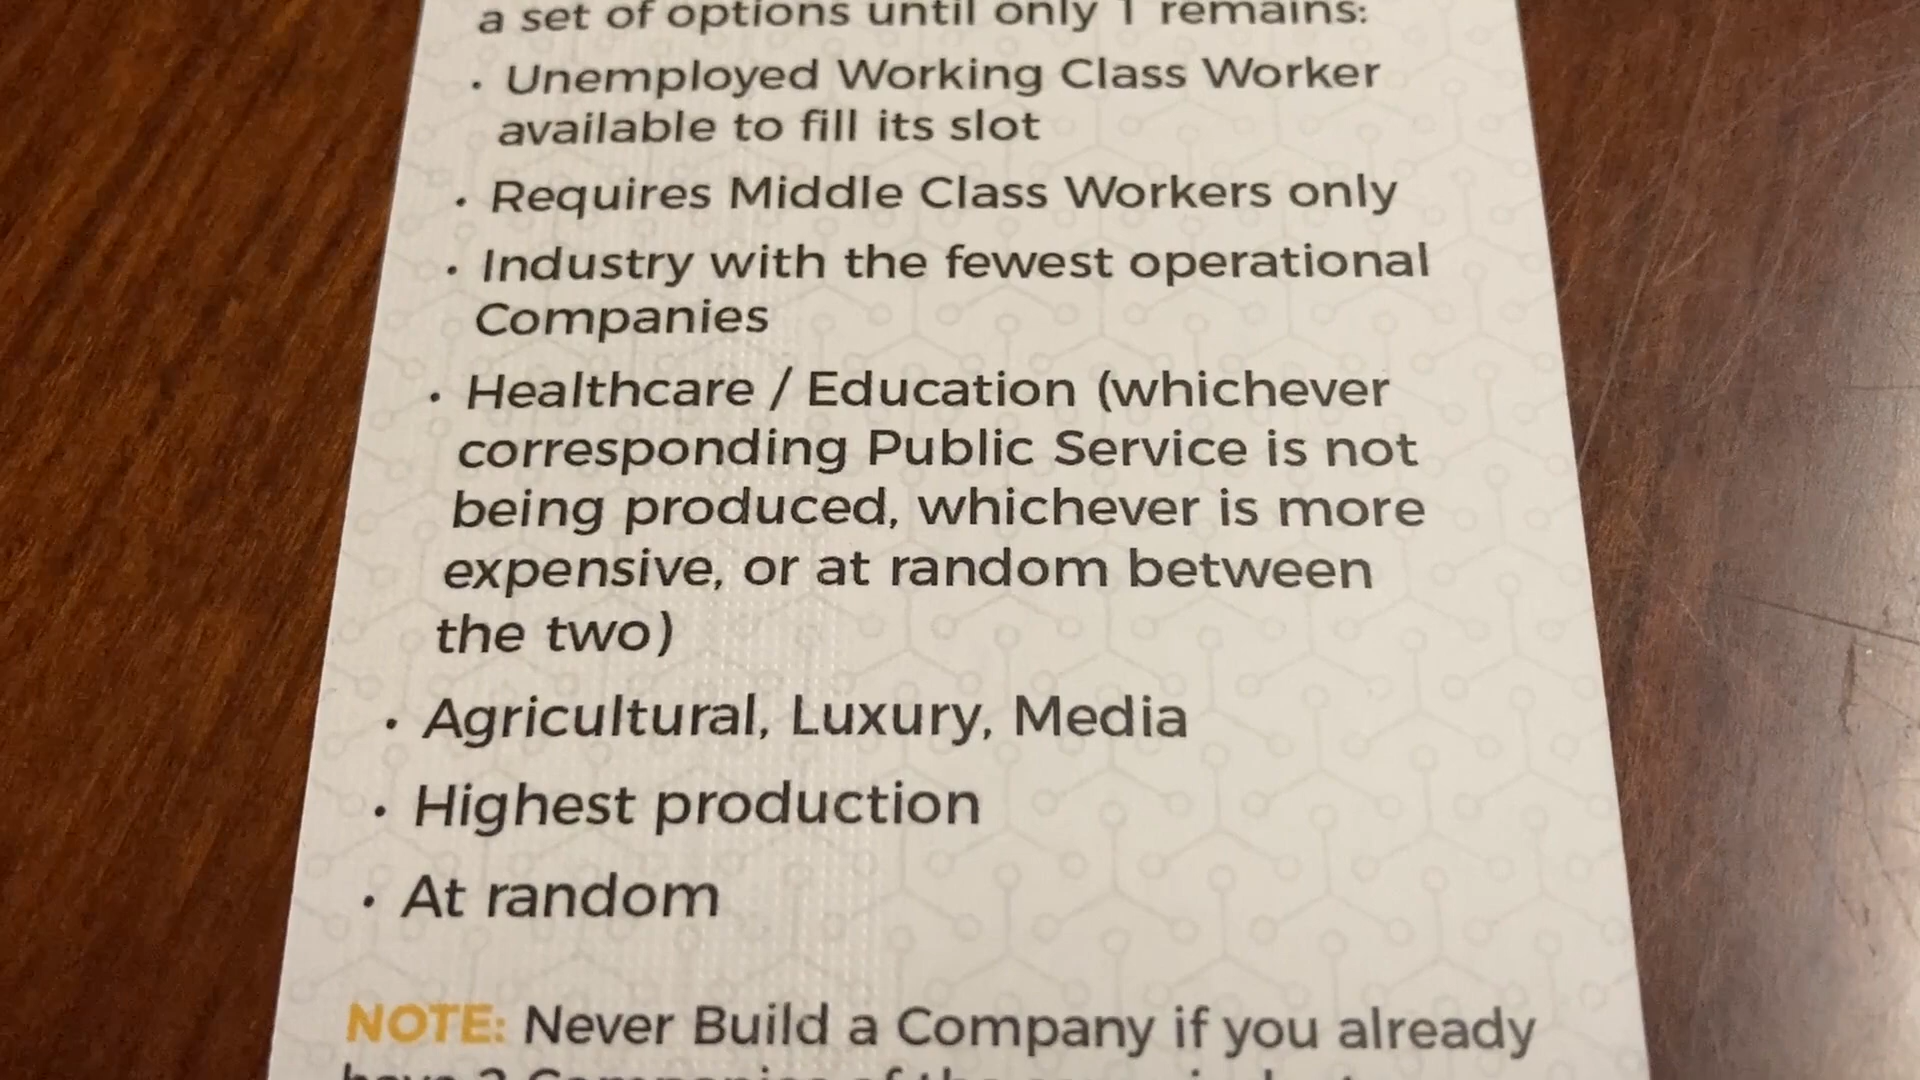 a set of options until only 1 remains:
· Unemployed Working Class Worker
available to fill its slot
· Requires Middle Class Workers only
· Industry with the fewest operational
Companies
· Healthcare / Education (whichever
corresponding Public Service is not
being produced, whichever is more
expensive, or at random between
the two)
· Agricultural, Luxury, Media
· Highest production
· At random
NOTE: Never Build a Company if you already